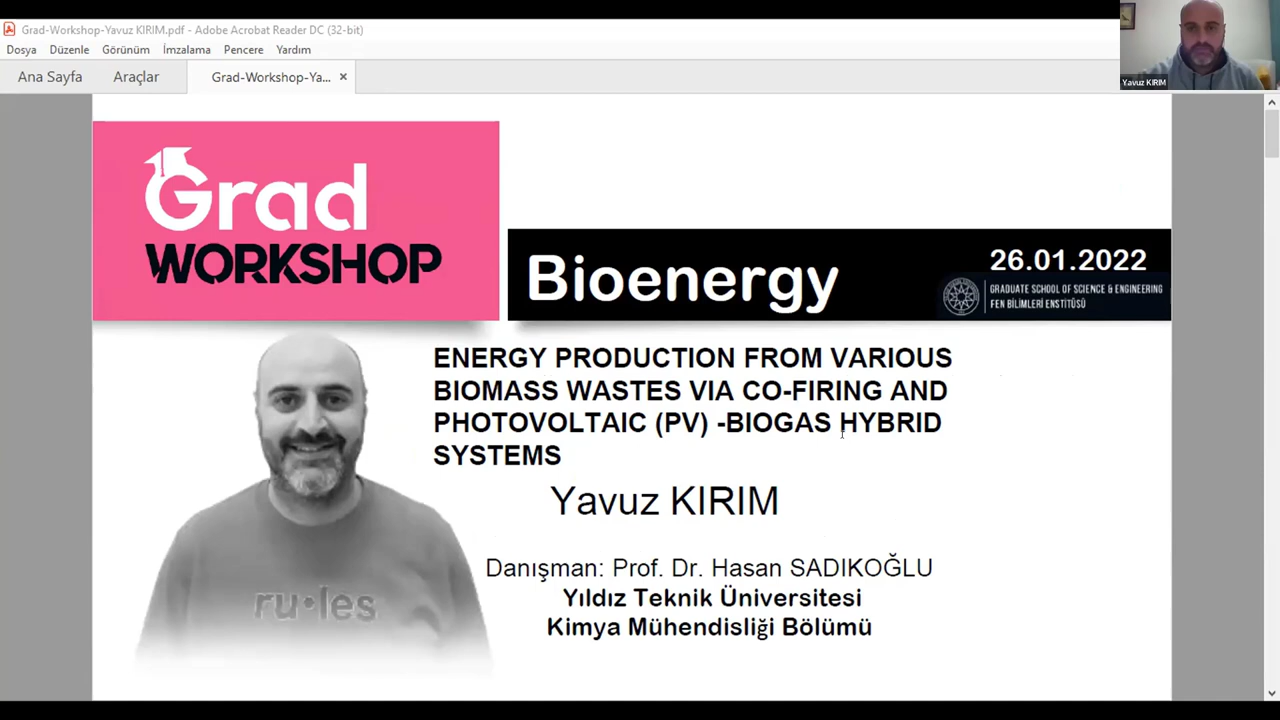 Grad-Workshop-Yavuz KIRIM.pdf - Adobe Acrobat Reader DC (32-bit)
Dosya Düzenle Görünüm İmzalama Pencere Yardım
Ana Sayfa Araçlar Grad-Workshop-Ya... ×
Yavuz KIRIM
Grad
WORKSHOP
Bioenergy
26.01.2022
GRADUATE SCHOOL OF SCIENCE & ENGINEERING
FEN BİLİMLERİ ENSTİTÜSÜ
ENERGY PRODUCTION FROM VARIOUS
BIOMASS WASTES VIA CO-FIRING AND
PHOTOVOLTAIC (PV) -BIOGAS HYBRID
SYSTEMS
Yavuz KIRIM
Danışman: Prof. Dr. Hasan SADIKOĞLU
Yıldız Teknik Üniversitesi
Kimya Mühendisliği Bölümü
ru•les